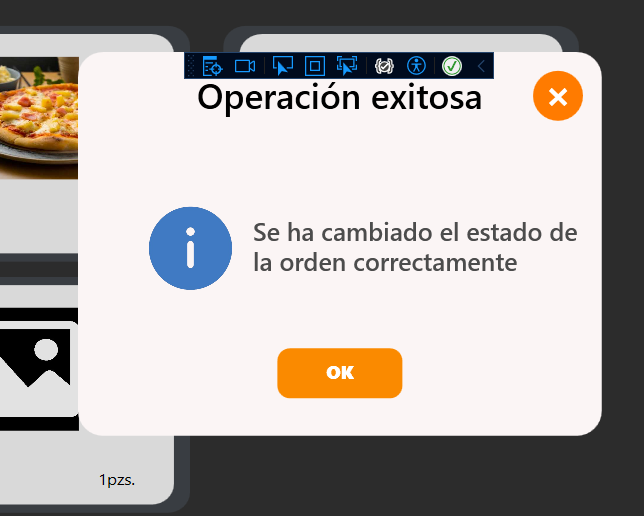 Operación exitosa
Se ha cambiado el estado de
la orden correctamente
OK
1pzs.